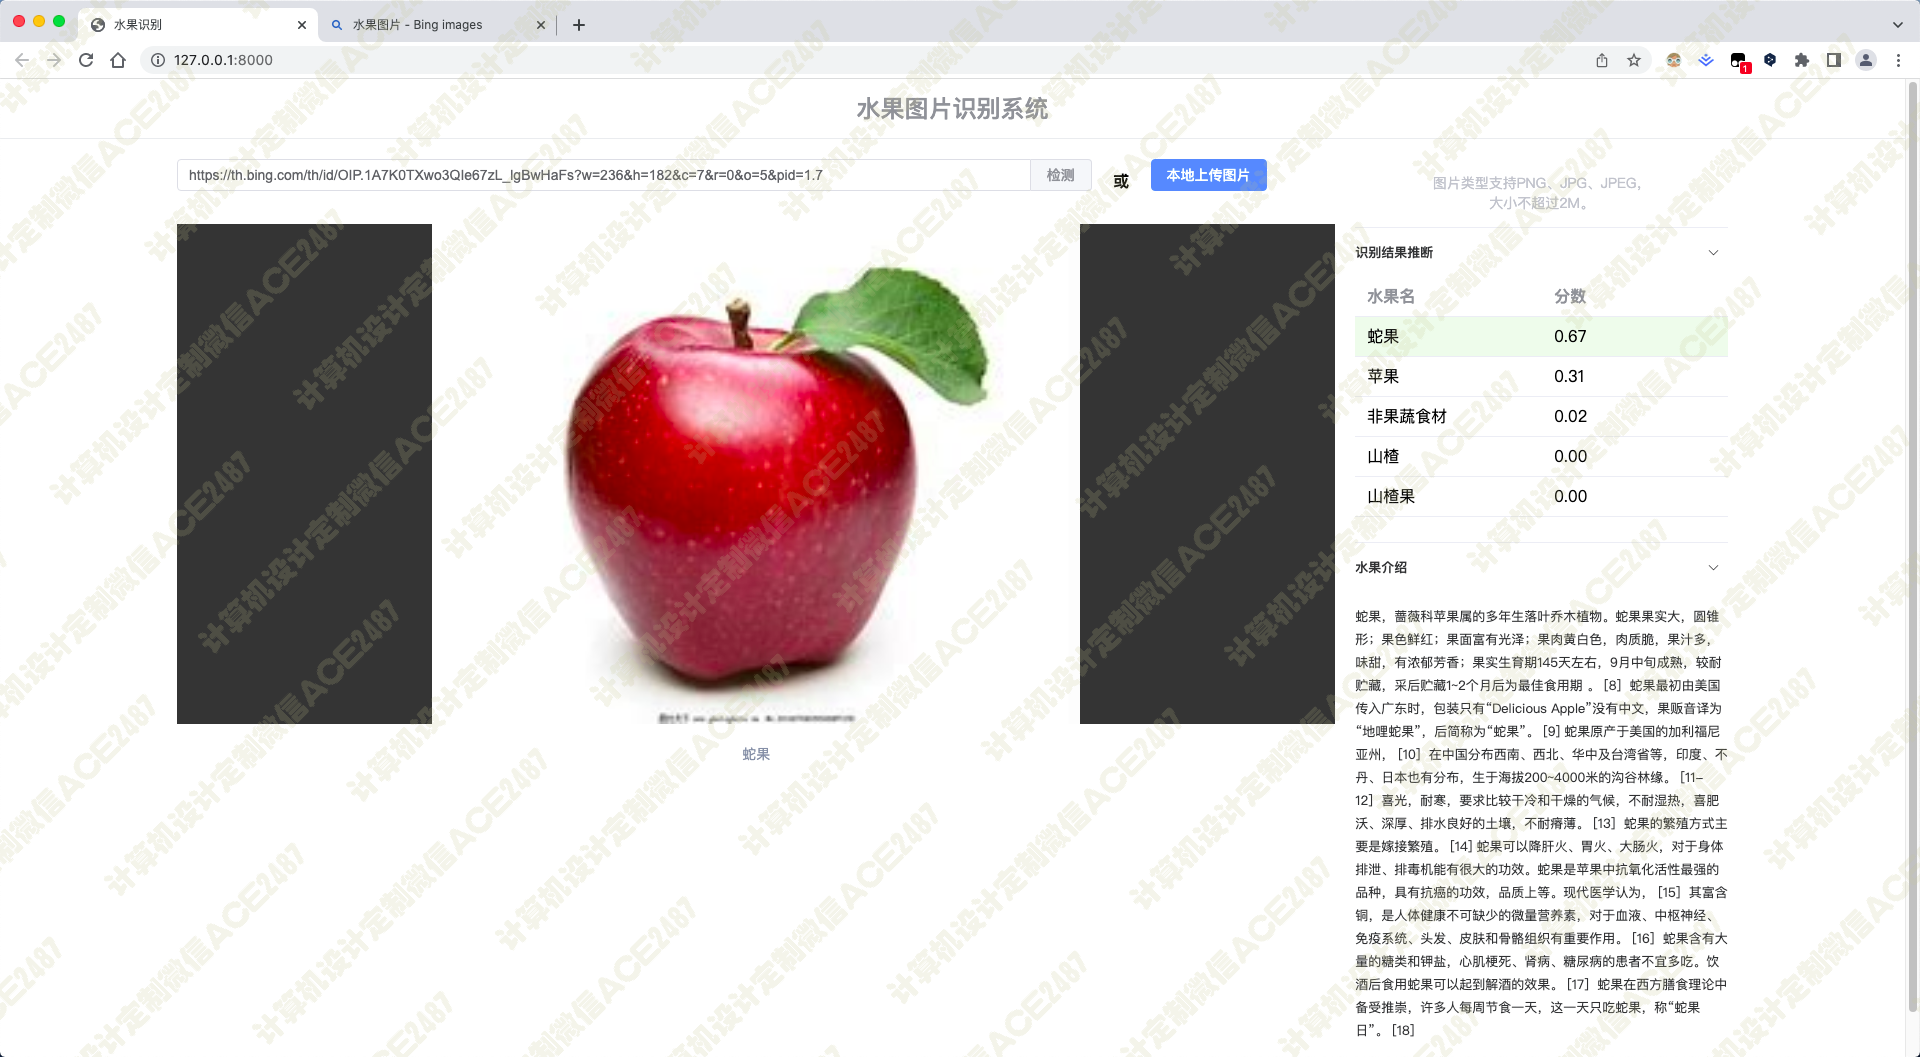 水果识别
水果图片 - Bing images
127.0.0.1:8000
1
水果图片识别系统
https://th.bing.com/th/id/OIP.1A7K0TXwo3QIe67zL_lgBwHaFs?w=236&h=182&c=7&r=0&o=5&pid=1.7
检测
或
本地上传图片
图片类型支持PNG、JPG、JPEG,
大小不超过2M。
识别结果推断
水果名 分数
蛇果 0.67
苹果 0.31
非果蔬食材 0.02
山楂 0.00
山楂果 0.00
蛇果
水果介绍
蛇果，蔷薇科苹果属的多年生落叶乔木植物。蛇果果实大，圆锥
形；果色鲜红；果面富有光泽；果肉黄白色，肉质脆，果汁多，
味甜，有浓郁芳香；果实生育期145天左右，9月中旬成熟，较耐
贮藏，采后贮藏1~2个月后为最佳食用期 。 [8] 蛇果最初由美国
传入广东时，包装只有“Delicious Apple”没有中文，果贩音译为
“地哩蛇果”，后简称为“蛇果”。 [9] 蛇果原产于美国的加利福尼
亚州， [10] 在中国分布西南、西北、华中及台湾省等，印度、不
丹、日本也有分布，生于海拔200~4000米的沟谷林缘。 [11–
12] 喜光，耐寒，要求比较干冷和干燥的气候，不耐湿热，喜肥
沃、深厚、排水良好的土壤，不耐瘠薄。 [13] 蛇果的繁殖方式主
要是嫁接繁殖。 [14] 蛇果可以降肝火、胃火、大肠火，对于身体
排泄、排毒机能有很大的功效。蛇果是苹果中抗氧化活性最强的
品种，具有抗癌的功效，品质上等。现代医学认为， [15] 其富含
铜，是人体健康不可缺少的微量营养素，对于血液、中枢神经、
免疫系统、头发、皮肤和骨骼组织有重要作用。 [16] 蛇果含有大
量的糖类和钾盐，心肌梗死、肾病、糖尿病的患者不宜多吃。饮
酒后食用蛇果可以起到解酒的效果。 [17] 蛇果在西方膳食理论中
备受推崇，许多人每周节食一天，这一天只吃蛇果，称“蛇果
日”。 [18]
计算机设计定制微信ACE2487